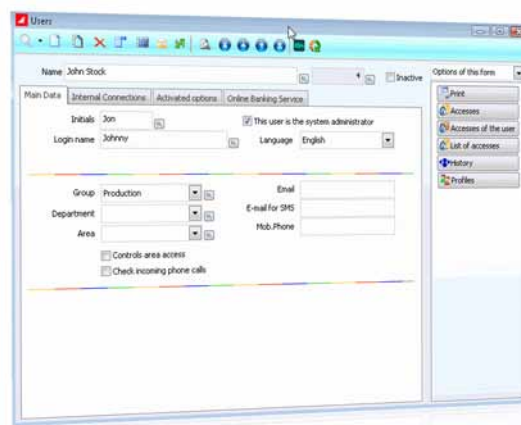 Users
Name John Stock 4 Inactive Options of this form
Main Data Internal Connections Activated options Online Banking Service Print
Initials Jon This user is the system administrator Accesses
Login name Johnny Language English Accesses of the user
List of accesses
History
Group Production Email Profiles
Department E-mail for SMS
Area Mob.Phone
Controls area access
Check incoming phone calls